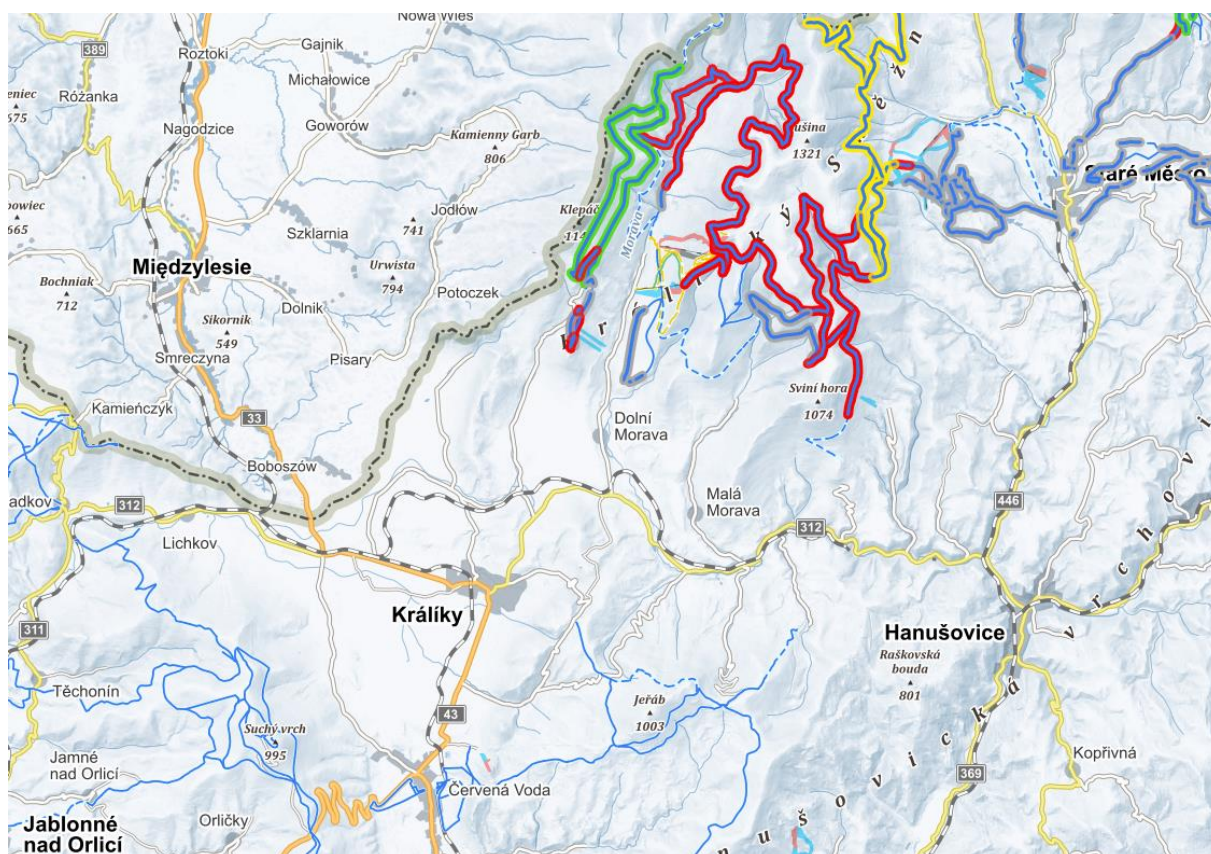 Nowa Wieś
389
Roztoki
Gajnik
Michałowice
675
Różanka
Goworów
Nagodzice
Kamienny Garb
806
1321
Staré Město
Klepáč
Jodłów
741
Szklarnia
665
Morava
Międzylesie
Urwista
794
Bochniak
712
Potoczek
Dolnik
Sikornik
549
Pisary
Smreczyna
Sviní hora
1074
Kamieńczyk
33
Dolní
Morava
Boboszów
312
446
Malá
Morava
312
Lichkov
Králíky
311
Hanušovice
Raškovská
bouda
801
Těchonín
Jeřáb
1003
43
Suchý vrch
995
Kopřivná
Jamné
nad Orlicí
369
Červená Voda
Orličky
Jablonné
nad Orlicí